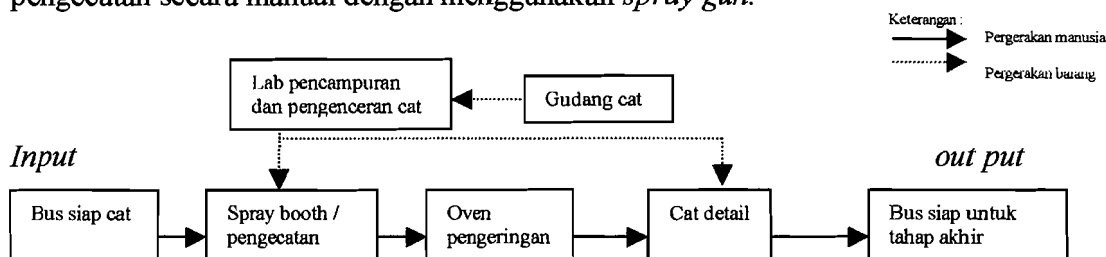 pengecatan secara manual dengan menggunakan spray gun.
Keterangan :
Pergerakan manusia
Pergerakan barang
Lab pencampuran
dan pengenceran cat
Gudang cat
Input
out put
Bus siap cat
Spray booth /
pengecatan
Oven
pengeringan
Cat detail
Bus siap untuk
tahap akhir